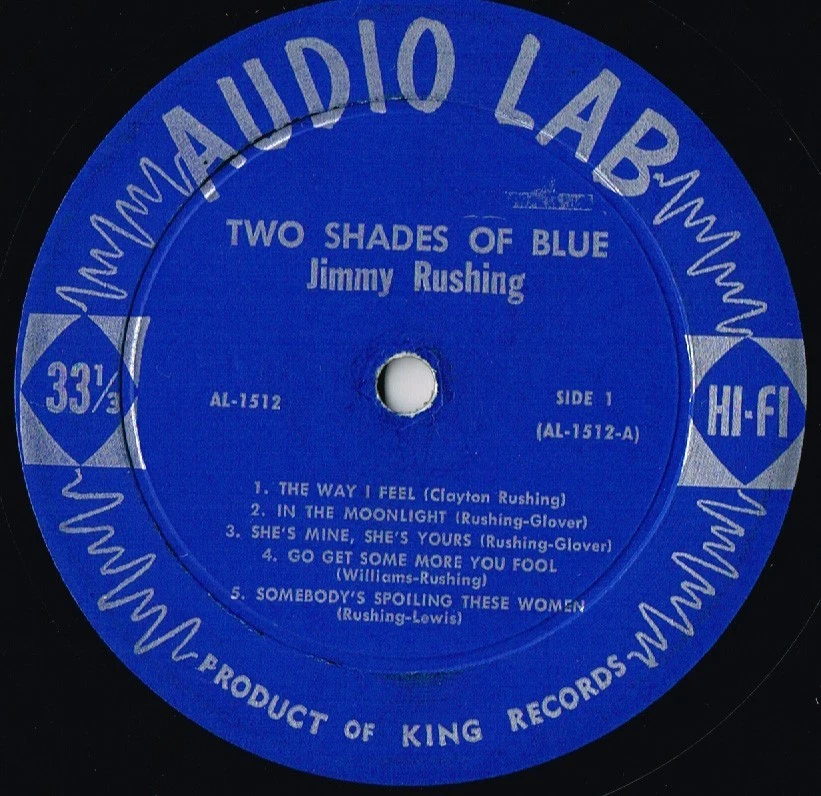 AUDIO LAB
TWO SHADES OF BLUE
Jimmy Rushing
33⅓
HI-FI
AL-1512
SIDE 1
(AL-1512-A)
1. THE WAY I FEEL (Clayton Rushing)
2. IN THE MOONLIGHT (Rushing-Glover)
3. SHE'S MINE, SHE'S YOURS (Rushing-Glover)
4. GO GET SOME MORE YOU FOOL
(Williams-Rushing)
5. SOMEBODY'S SPOILING THESE WOMEN
(Rushing-Lewis)
PRODUCT OF KING RECORDS